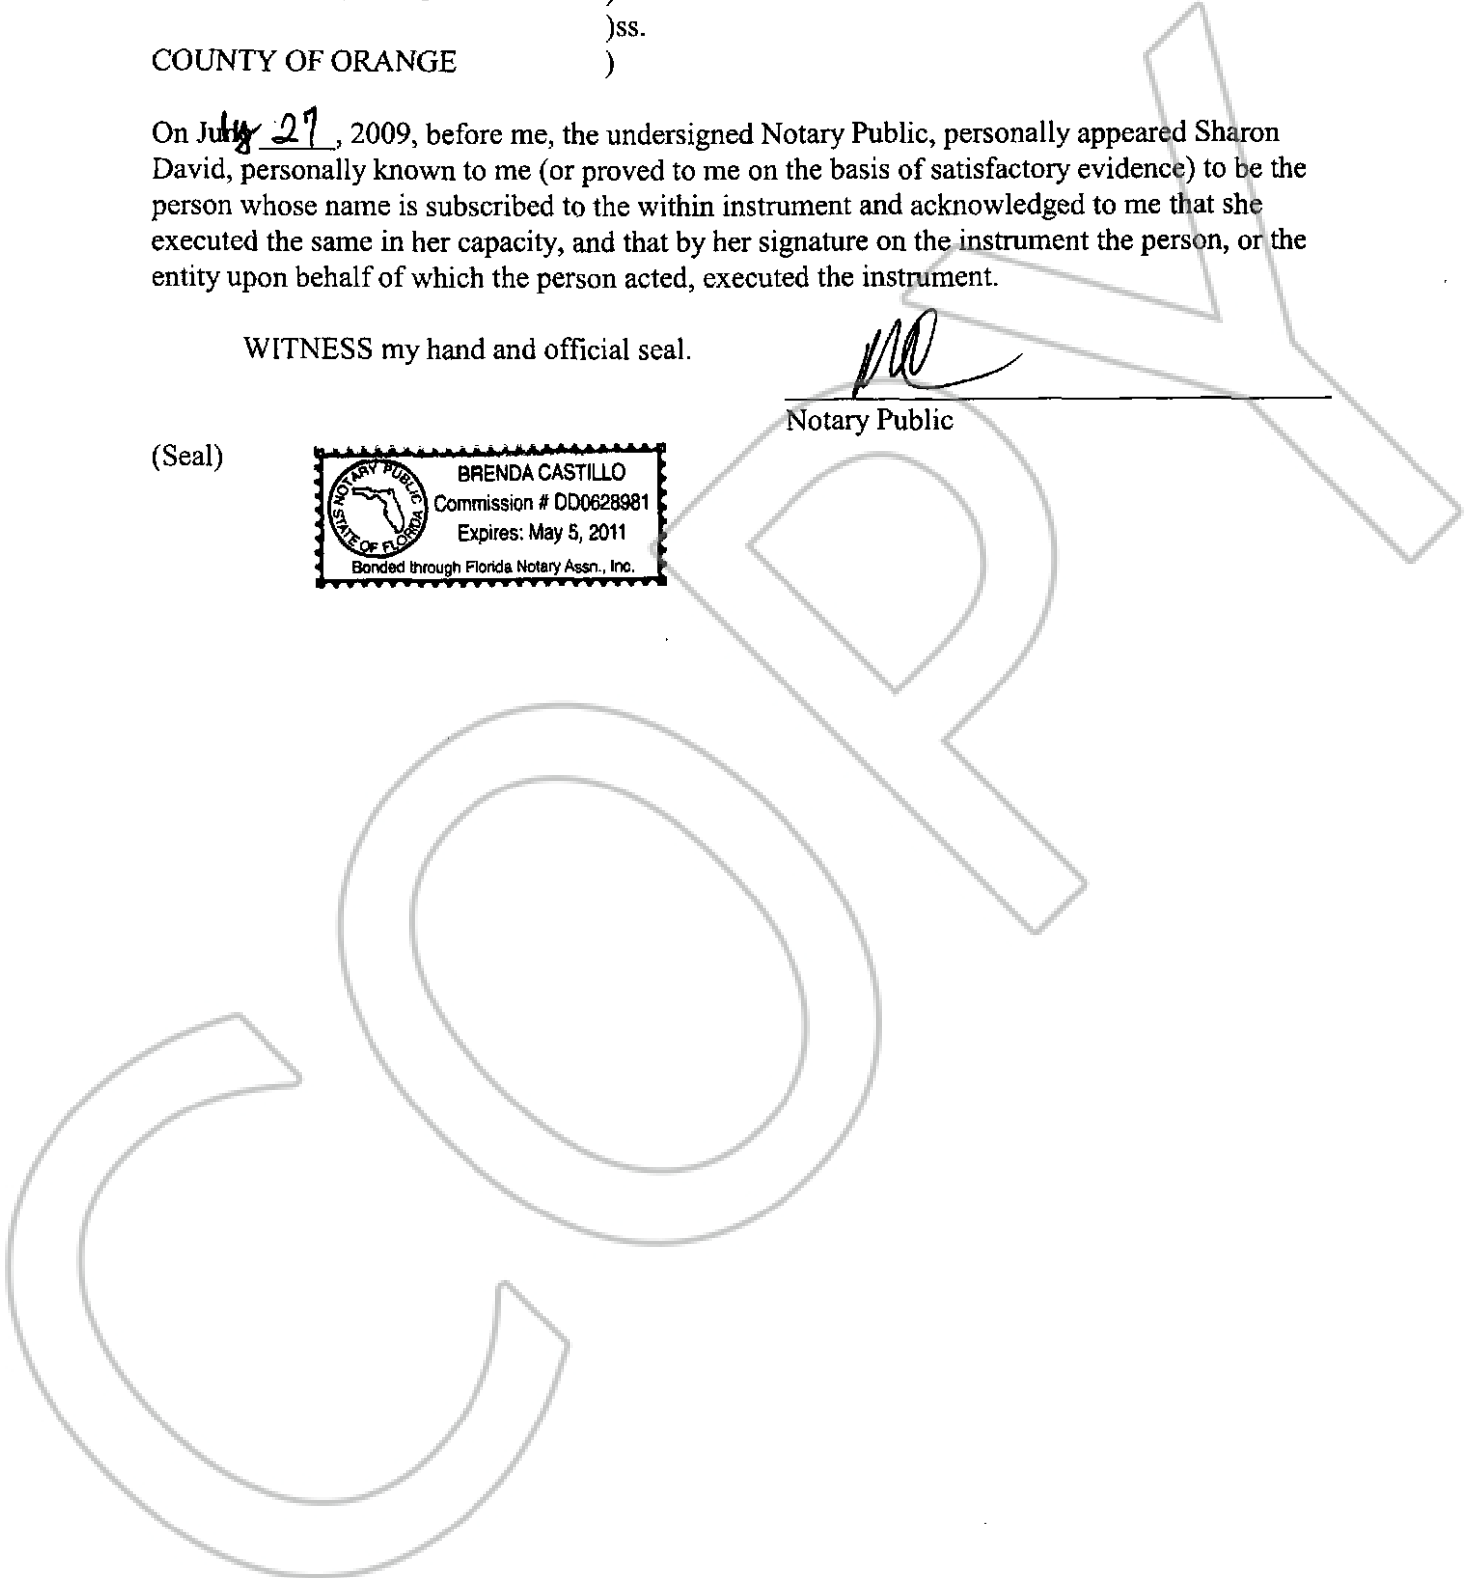 )ss.
COUNTY OF ORANGE )
On July 27, 2009, before me, the undersigned Notary Public, personally appeared Sharon
David, personally known to me (or proved to me on the basis of satisfactory evidence) to be the
person whose name is subscribed to the within instrument and acknowledged to me that she
executed the same in her capacity, and that by her signature on the instrument the person, or the
entity upon behalf of which the person acted, executed the instrument.
WITNESS my hand and official seal.
Notary Public
(Seal)
NOTARY PUBLIC
STATE OF FLORIDA
BRENDA CASTILLO
Commission # DD0628981
Expires: May 5, 2011
Bonded through Florida Notary Assn., Inc.
COPY